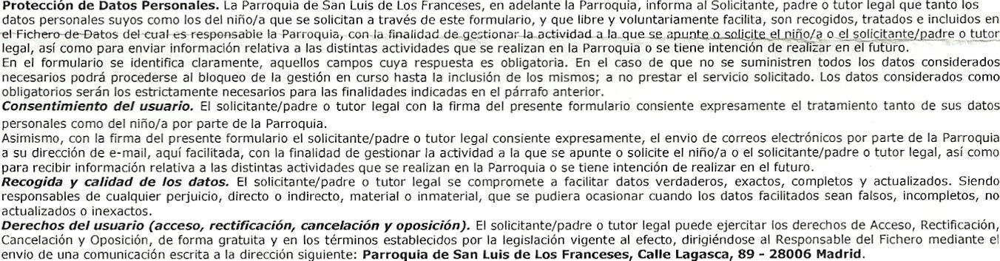 Protección de Datos Personales. La Parroquia de San Luis de Los Franceses, en adelante la Parroquia, informa al Solicitante, padre o tutor legal que tanto los
datos personales suyos como los del niño/a que se solicitan a través de este formulario, y que libre y voluntariamente facilita, son recogidos, tratados e incluidos en
el Fichero de Datos del cual es responsable la Parroquia, con la finalidad de gestionar la actividad a la que se apunte o solicite el niño/a o el solicitante/padre o tutor
legal, así como para enviar información relativa a las distintas actividades que se realizan en la Parroquia o se tiene intención de realizar en el futuro.
En el formulario se identifica claramente, aquellos campos cuya respuesta es obligatoria. En el caso de que no se suministren todos los datos considerados
necesarios podrá procederse al bloqueo de la gestión en curso hasta la inclusión de los mismos; a no prestar el servicio solicitado. Los datos considerados como
obligatorios serán los estrictamente necesarios para las finalidades indicadas en el párrafo anterior.
Consentimiento del usuario. El solicitante/padre o tutor legal con la firma del presente formulario consiente expresamente el tratamiento tanto de sus datos
personales como del niño/a por parte de la Parroquia.
Asimismo, con la firma del presente formulario el solicitante/padre o tutor legal consiente expresamente, el envio de correos electrónicos por parte de la Parroquia
a su dirección de e-mail, aquí facilitada, con la finalidad de gestionar la actividad a la que se apunte o solicite el niño/a o el solicitante/padre o tutor legal, así como
para recibir información relativa a las distintas actividades que se realizan en la Parroquia o se tiene intención de realizar en el futuro.
Recogida y calidad de los datos. El solicitante/padre o tutor legal se compromete a facilitar datos verdaderos, exactos, completos y actualizados. Siendo
responsables de cualquier perjuicio, directo o indirecto, material o inmaterial, que se pudiera ocasionar cuando los datos facilitados sean falsos, incompletos, no
actualizados o inexactos.
Derechos del usuario (acceso, rectificación, cancelación y oposición). El solicitante/padre o tutor legal puede ejercitar los derechos de Acceso, Rectificación,
Cancelación y Oposición, de forma gratuita y en los términos establecidos por la legislación vigente al efecto, dirigiéndose al Responsable del Fichero mediante el
envio de una comunicación escrita a la dirección siguiente: Parroquia de San Luis de Los Franceses, Calle Lagasca, 89 - 28006 Madrid.